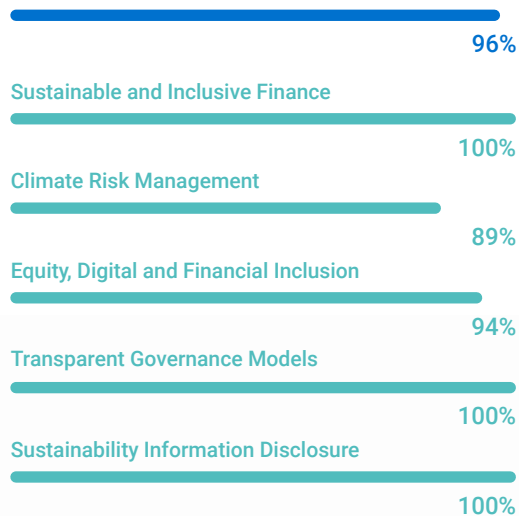 96%
Sustainable and Inclusive Finance
100%
Climate Risk Management
89%
Equity, Digital and Financial Inclusion
94%
Transparent Governance Models
100%
Sustainability Information Disclosure
100%